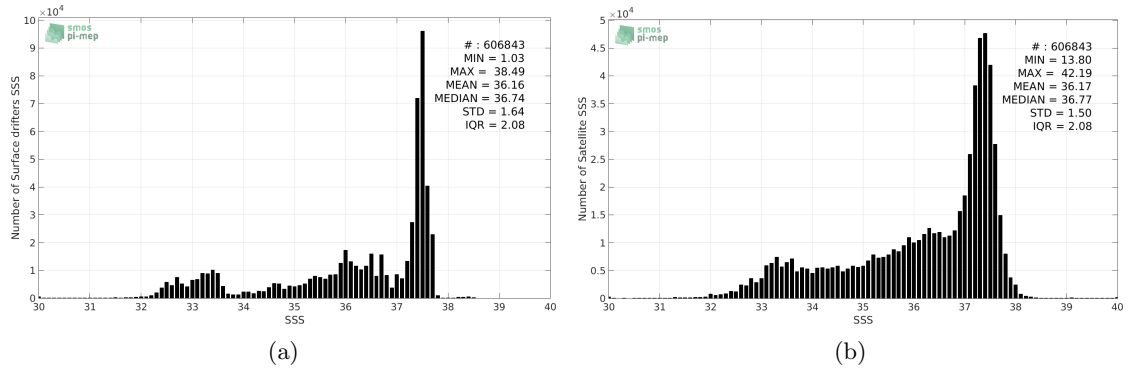 ×10⁴
smos
pi-mep
# : 606843
MIN = 1.03
MAX = 38.49
MEAN = 36.16
MEDIAN = 36.74
STD = 1.64
IQR = 2.08
Number of Surface drifters SSS
10
9
8
7
6
5
4
3
2
1
0
30 31 32 33 34 35 36 37 38 39 40
SSS
(a)
×10⁴
smos
pi-mep
# : 606843
MIN = 13.80
MAX = 42.19
MEAN = 36.17
MEDIAN = 36.77
STD = 1.50
IQR = 2.08
Number of Satellite SSS
5
4.5
4
3.5
3
2.5
2
1.5
1
0.5
0
30 31 32 33 34 35 36 37 38 39 40
SSS
(b)